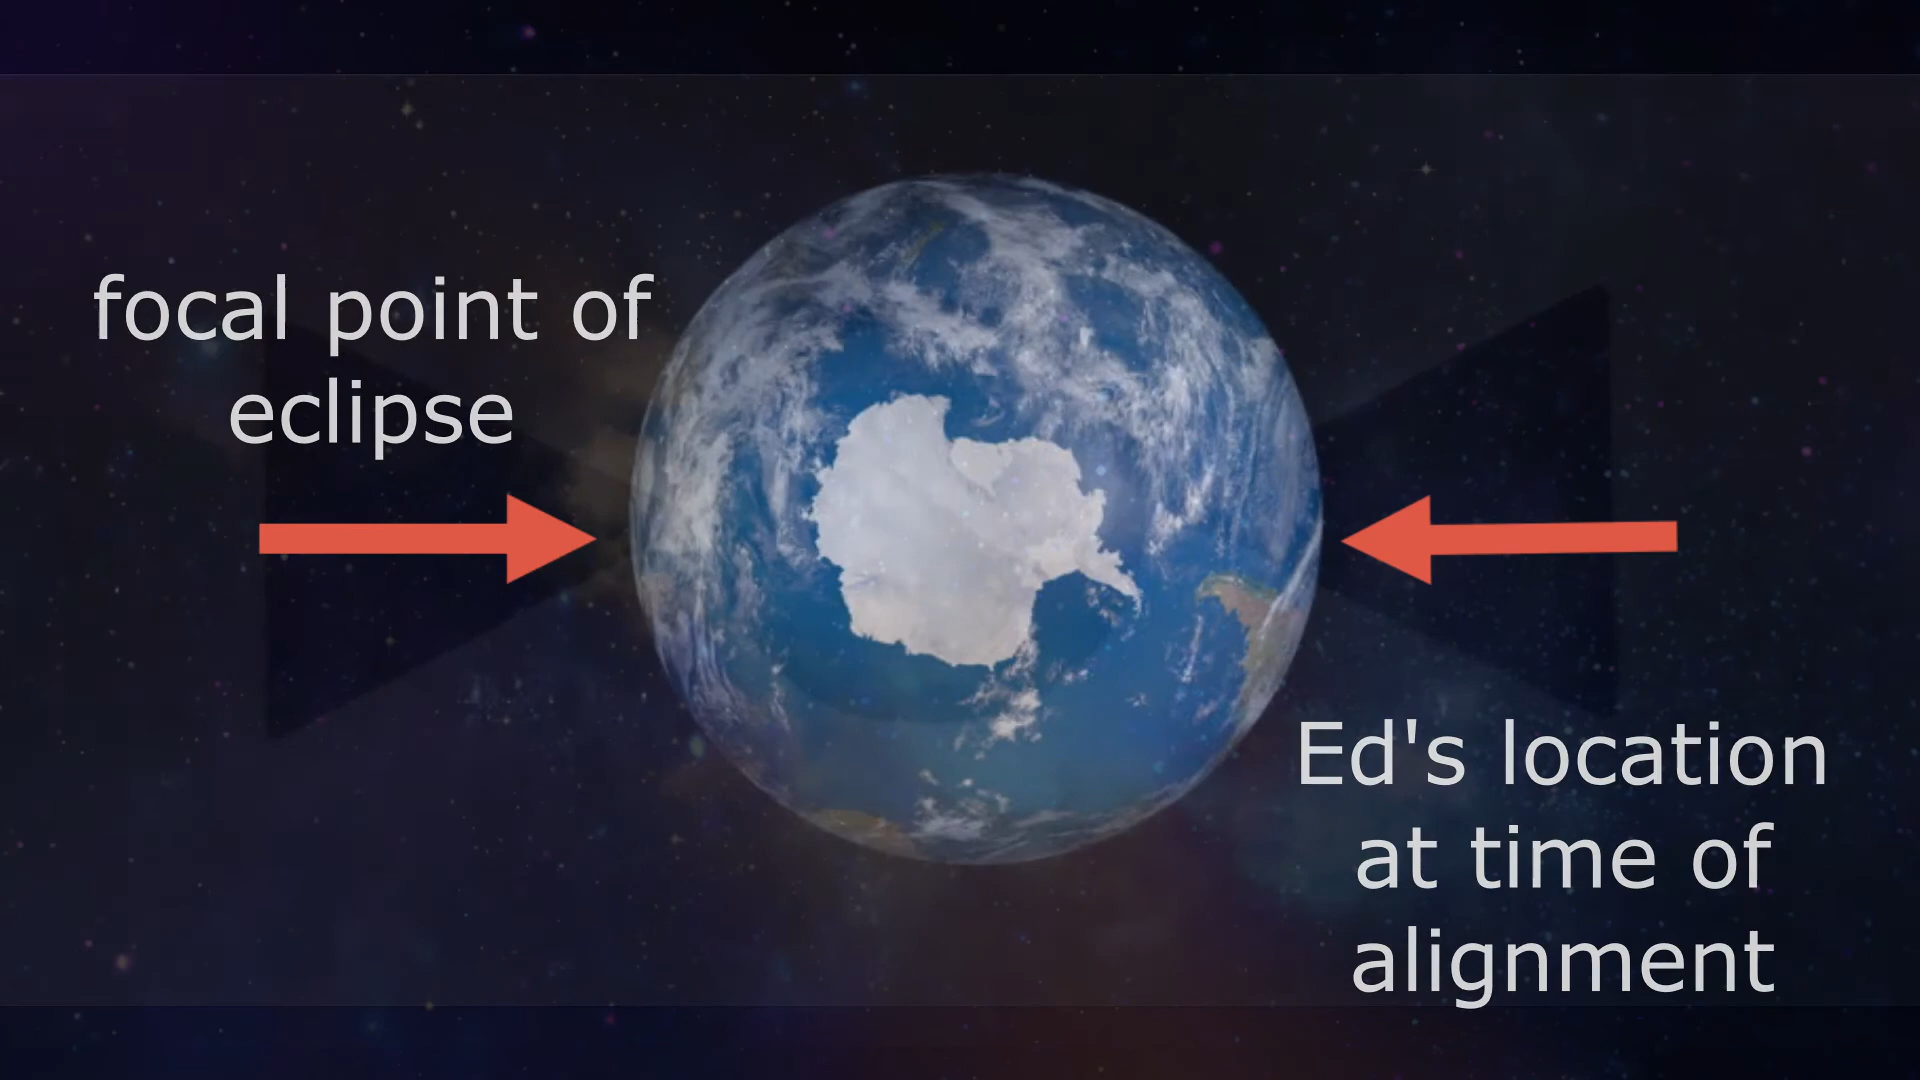 focal point of
eclipse
Ed's location
at time of
alignment